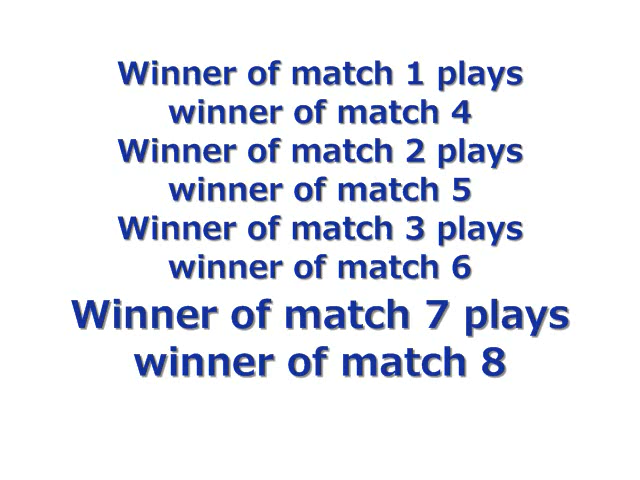 Winner of match 1 plays
winner of match 4
Winner of match 2 plays
winner of match 5
Winner of match 3 plays
winner of match 6
Winner of match 7 plays
winner of match 8